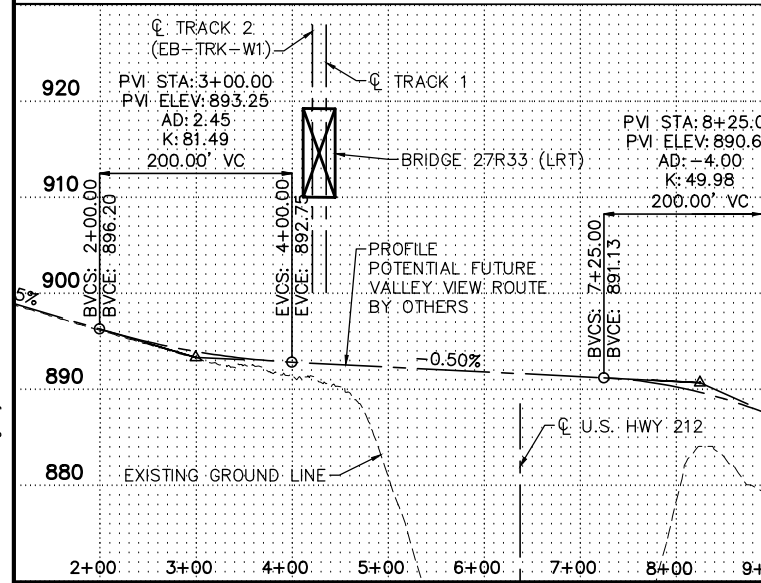 ℄ TRACK 2
(EB-TRK-W1)
℄ TRACK 1
920
PVI STA: 3+00.00
PVI ELEV: 893.25
AD: 2.45
K: 81.49
200.00' VC
PVI STA: 8+25.0
PVI ELEV: 890.6
AD: -4.00
K: 49.98
200.00' VC
BRIDGE 27R33 (LRT)
910
BVCS: 2+00.00
BVCE: 896.20
EVCS: 4+00.00
EVCE: 892.75
BVCS: 7+25.00
BVCE: 891.13
PROFILE
POTENTIAL FUTURE
VALLEY VIEW ROUTE
BY OTHERS
900
5%
-0.50%
890
℄ U.S. HWY 212
EXISTING GROUND LINE
880
2+00 3+00 4+00 5+00 6+00 7+00 8+00 9+